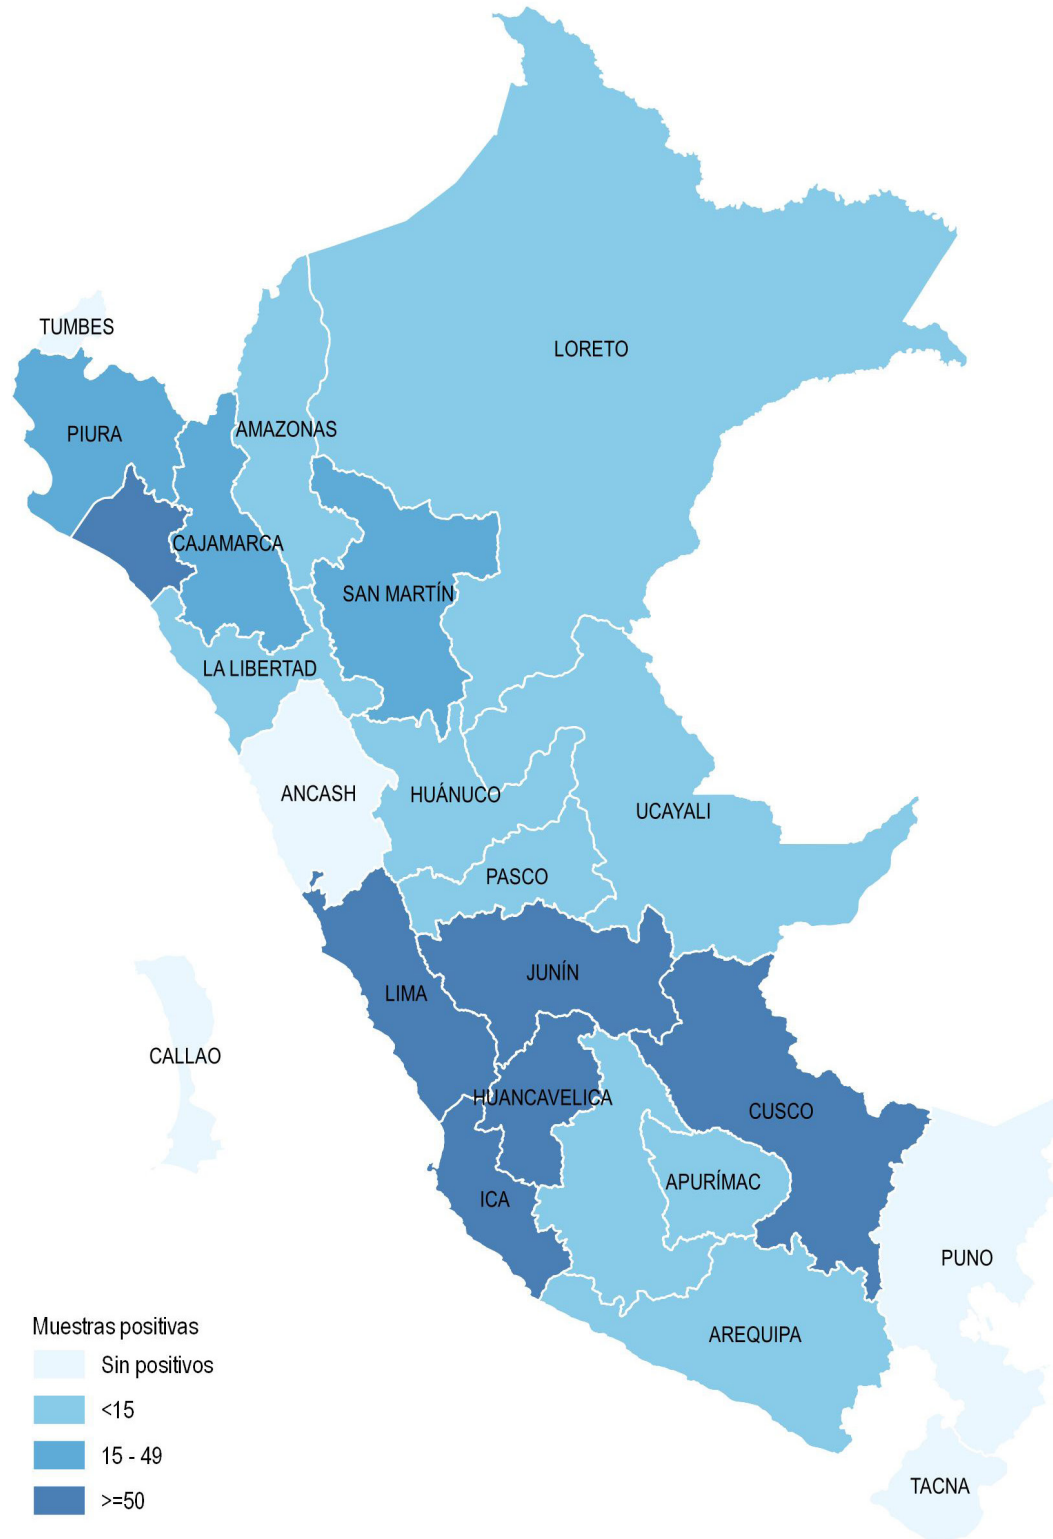 TUMBES
LORETO
PIURA
AMAZONAS
CAJAMARCA
SAN MARTÍN
LA LIBERTAD
ANCASH
HUÁNUCO
UCAYALI
PASCO
JUNÍN
LIMA
CALLAO
HUANCAVELICA
CUSCO
APURÍMAC
ICA
PUNO
AREQUIPA
TACNA
Muestras positivas
Sin positivos
<15
15 - 49
>=50